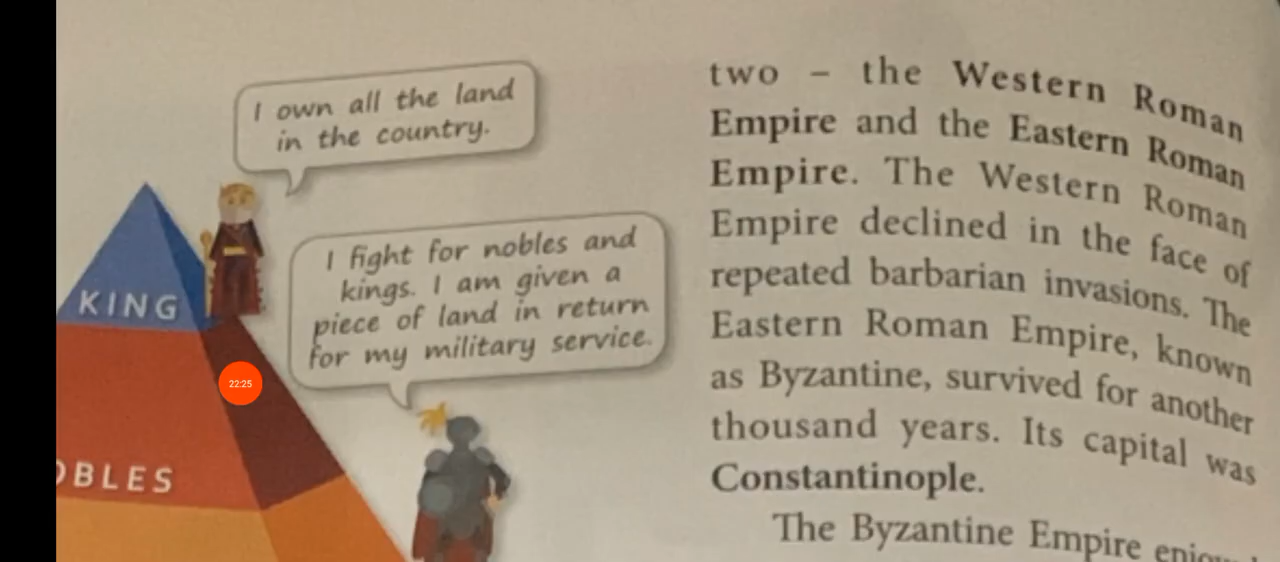 I own all the land
in the country.
KING
I fight for nobles and
kings. I am given a
piece of land in return
for my military service.
22:25
OBLES
two – the Western Roman
Empire and the Eastern Roman
Empire. The Western Roman
Empire declined in the face of
repeated barbarian invasions. The
Eastern Roman Empire, known
as Byzantine, survived for another
thousand years. Its capital was
Constantinople.
The Byzantine Empire